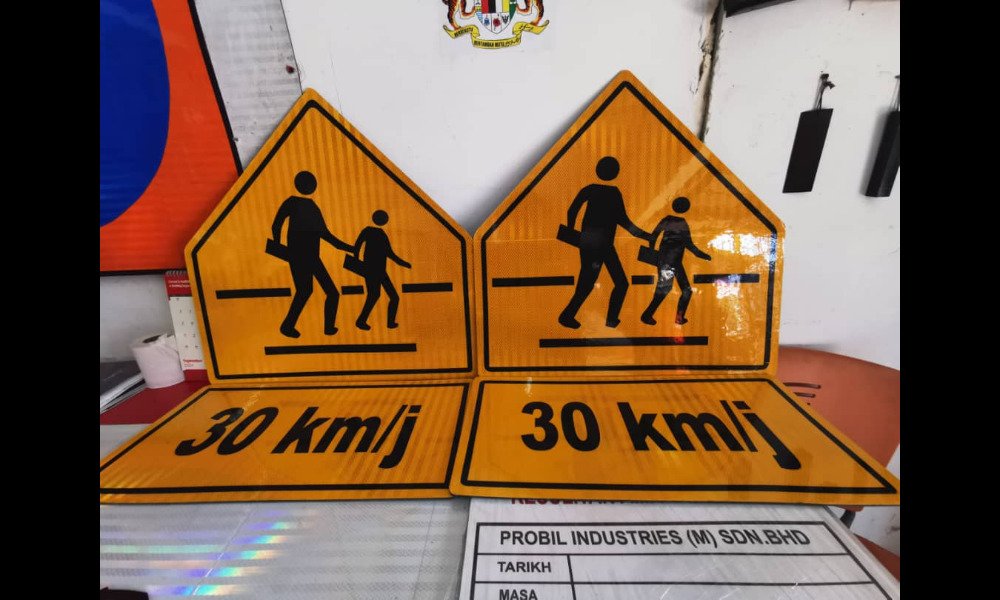 30 km/j
30 km/j
PROBIL INDUSTRIES (M) SDN.BHD
TARIKH
MASA